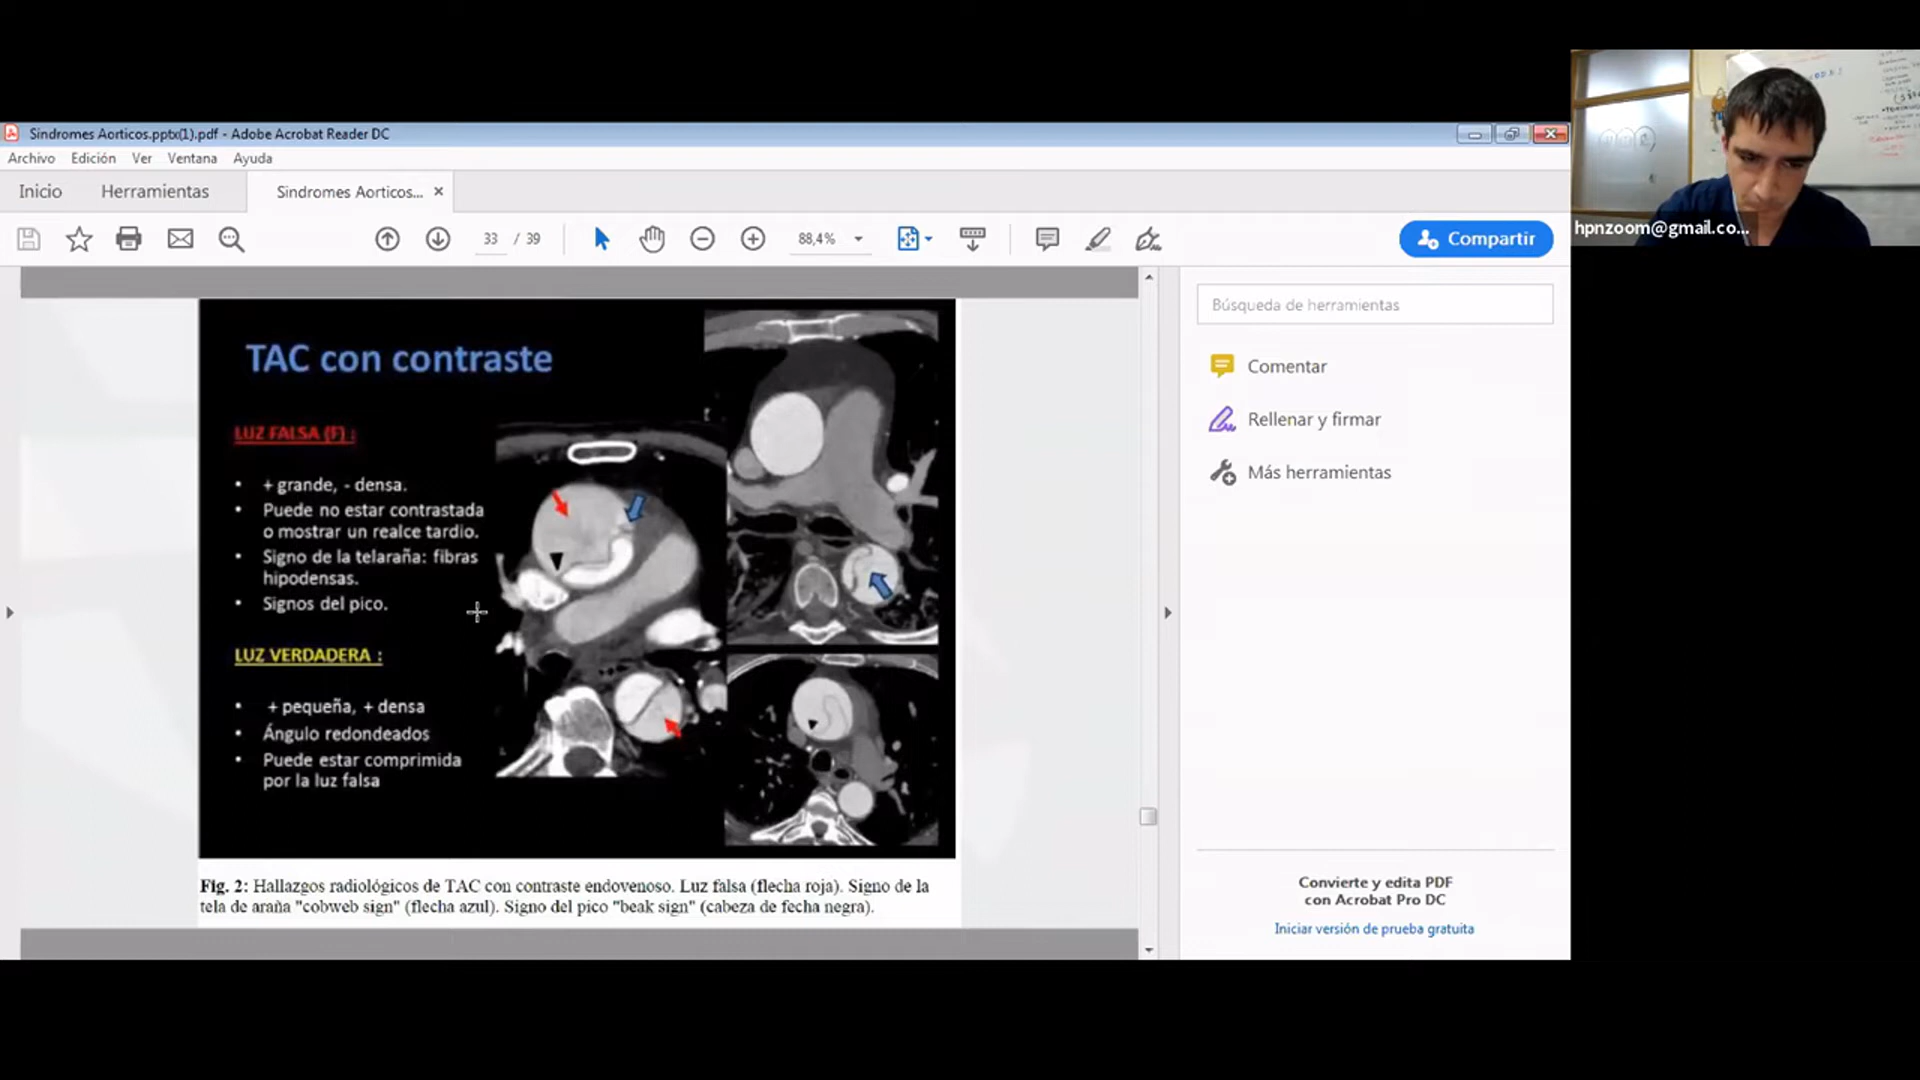 Sindromes Aorticos.pptx(1).pdf - Adobe Acrobat Reader DC
Archivo Edición Ver Ventana Ayuda
Inicio Herramientas Sindromes Aorticos...
33 / 39 88,4% Compartir
hpnzoom@gmail.co...
TAC con contraste
LUZ FALSA (F) :
• + grande, - densa.
• Puede no estar contrastada
o mostrar un realce tardio.
• Signo de la telaraña: fibras
hipodensas.
• Signos del pico.
LUZ VERDADERA :
• + pequeña, + densa
• Ángulo redondeados
• Puede estar comprimida
por la luz falsa
Fig. 2: Hallazgos radiológicos de TAC con contraste endovenoso. Luz falsa (flecha roja). Signo de la
tela de araña "cobweb sign" (flecha azul). Signo del pico "beak sign" (cabeza de fecha negra).
Búsqueda de herramientas
Comentar
Rellenar y firmar
Más herramientas
Convierte y edita PDF
con Acrobat Pro DC
Iniciar versión de prueba gratuita